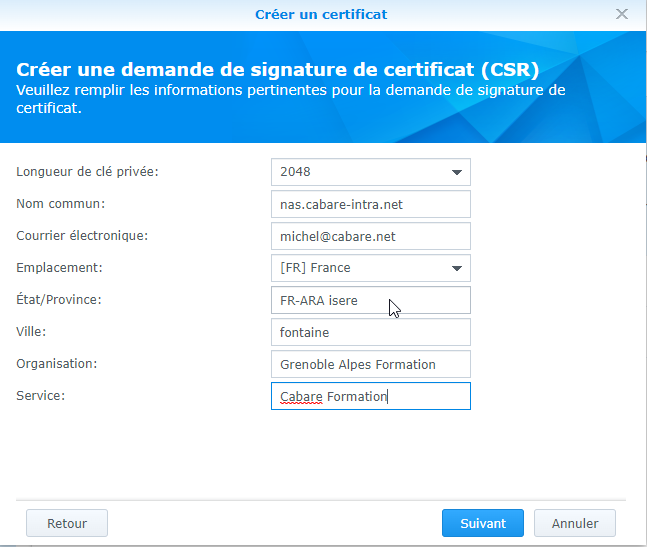 Créer un certificat
Créer une demande de signature de certificat (CSR)
Veuillez remplir les informations pertinentes pour la demande de signature de
certificat.
Longueur de clé privée: 2048
Nom commun: nas.cabare-intra.net
Courrier électronique: michel@cabare.net
Emplacement: [FR] France
État/Province: FR-ARA isere
Ville: fontaine
Organisation: Grenoble Alpes Formation
Service: Cabare Formation
Retour Suivant Annuler